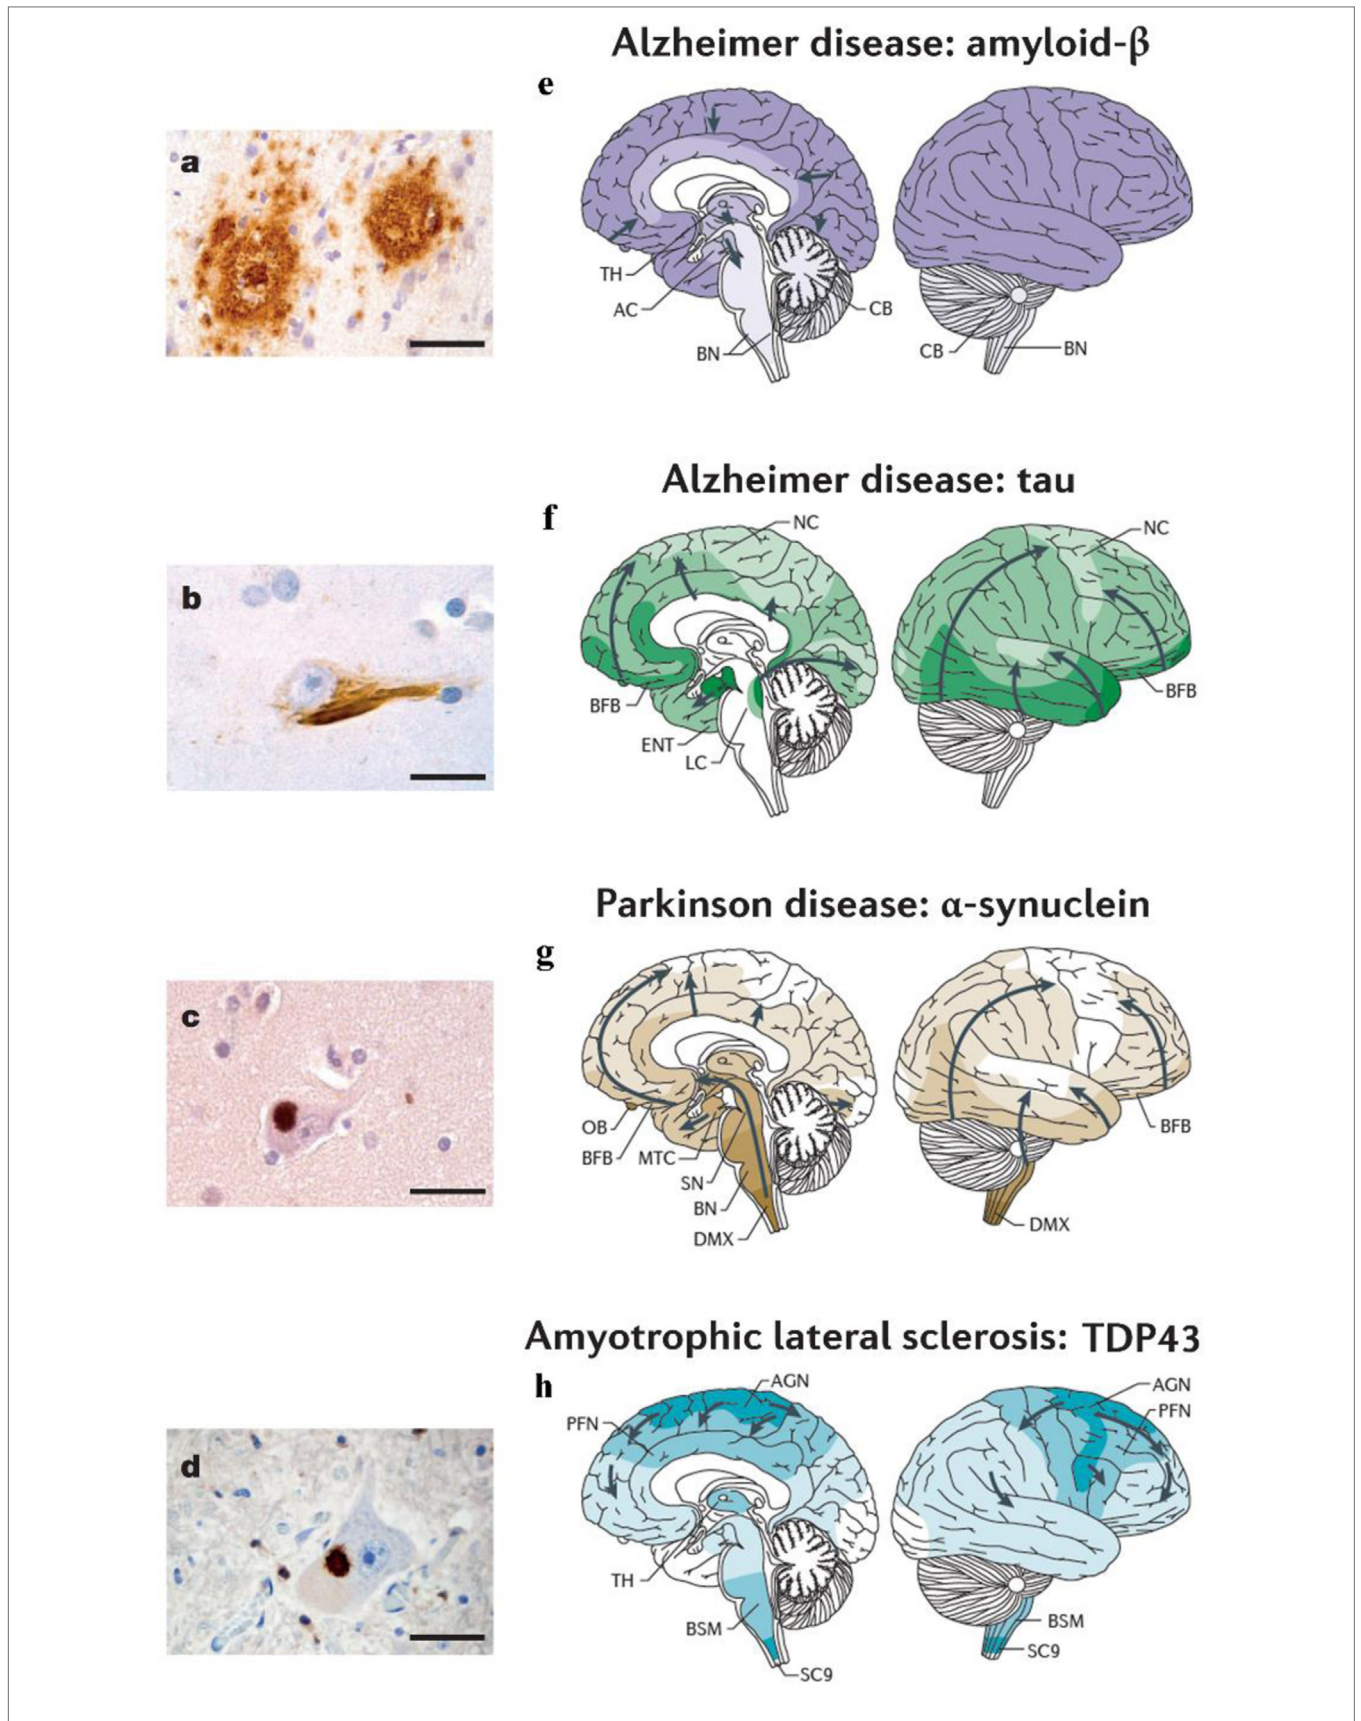 Alzheimer disease: amyloid-β
e
a
TH
AC
CB
BN
CB
BN
Alzheimer disease: tau
f
NC
NC
b
BFB
BFB
ENT
LC
Parkinson disease: α-synuclein
g
c
OB
BFB
MTC
BFB
SN
BN
DMX
DMX
Amyotrophic lateral sclerosis: TDP43
h
AGN
AGN
PFN
PFN
d
TH
BSM
BSM
SC9
SC9